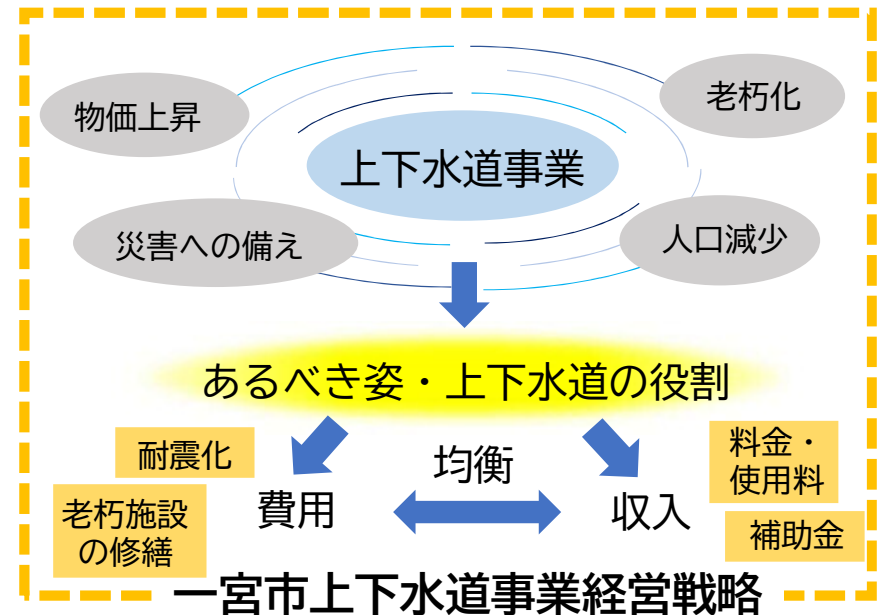 物価上昇
老朽化
上下水道事業
災害への備え
人口減少
あるべき姿・上下水道の役割
耐震化
老朽施設
の修繕
費用
均衡
収入
料金・
使用料
補助金
一宮市上下水道事業経営戦略